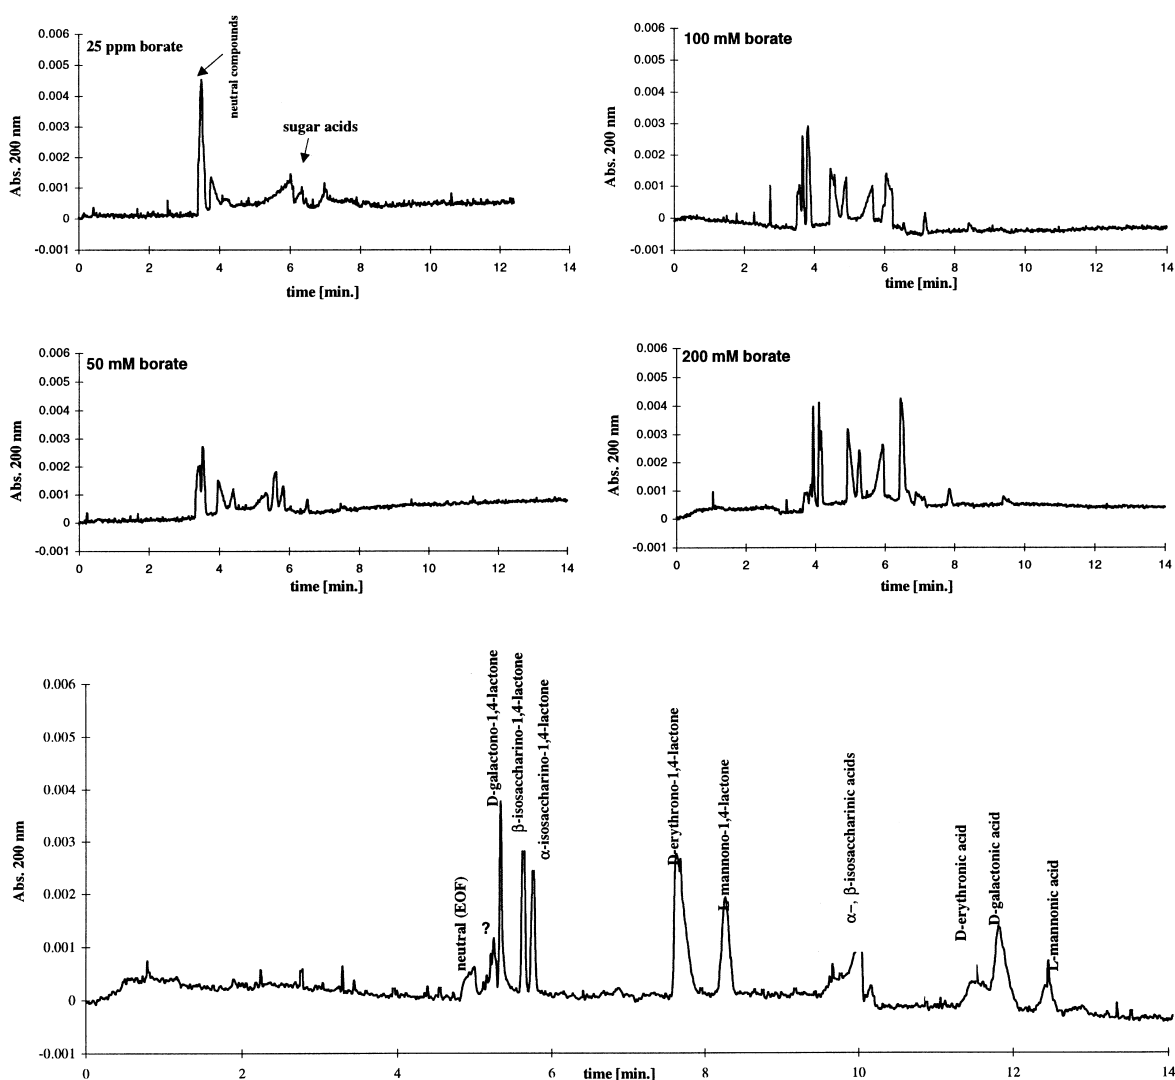 25 ppm borate
neutral compounds
sugar acids
Abs. 200 nm
0.006
0.005
0.004
0.003
0.002
0.001
0
-0.001
0 2 4 6 8 10 12 14
time [min.]
100 mM borate
Abs. 200 nm
0.006
0.005
0.004
0.003
0.002
0.001
0
-0.001
0 2 4 6 8 10 12 14
time [min.]
50 mM borate
Abs. 200 nm
0.006
0.005
0.004
0.003
0.002
0.001
0
-0.001
0 2 4 6 8 10 12 14
time [min.]
200 mM borate
Abs. 200 nm
0.006
0.005
0.004
0.003
0.002
0.001
0
-0.001
0 2 4 6 8 10 12 14
time [min.]
Abs. 200 nm
0.006
0.005
0.004
0.003
0.002
0.001
0
-0.001
neutral (EOF)
?
D-galactono-1,4-lactone
β-isosaccharino-1,4-lactone
α-isosaccharino-1,4-lactone
D-erythrono-1,4-lactone
L-mannono-1,4-lactone
α–, β-isosaccharinic acids
D-erythronic acid
D-galactonic acid
L-mannonic acid
0 2 4 6 8 10 12 14
time [min.]